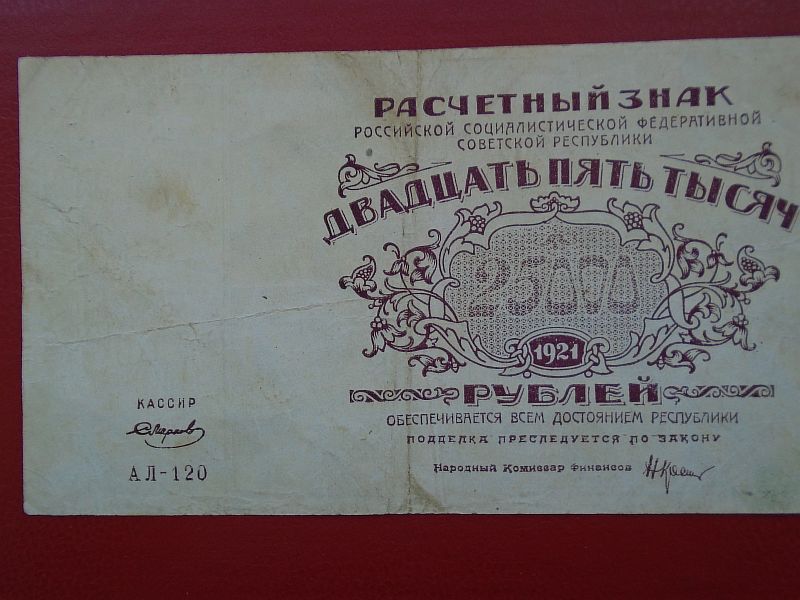 РАСЧЕТНЫЙ ЗНАК
РОССИЙСКОЙ СОЦИАЛИСТИЧЕСКОЙ ФЕДЕРАТИВНОЙ
СОВЕТСКОЙ РЕСПУБЛИКИ
ДВАДЦАТЬ ПЯТЬ ТЫСЯЧ
25000
1921
РУБЛЕЙ
ОБЕСПЕЧИВАЕТСЯ ВСЕМ ДОСТОЯНИЕМ РЕСПУБЛИКИ
ПОДДЕЛКА ПРЕСЛЕДУЕТСЯ ПО ЗАКОНУ
Народный Комиссар Финансов
КАССИР
АЛ-120